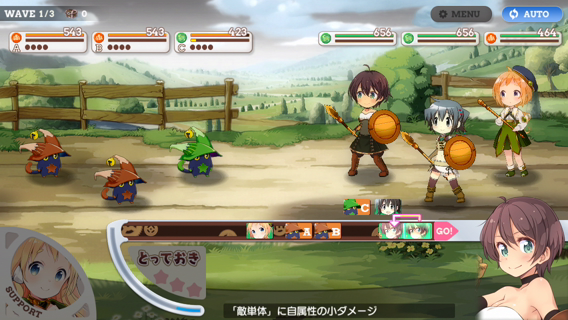 WAVE 1/3 0 MENU AUTO
543 543 423 656 656 464
A B C
C
A B GO!
とっておき
SUPPORT
「敵単体」に自属性の小ダメージ